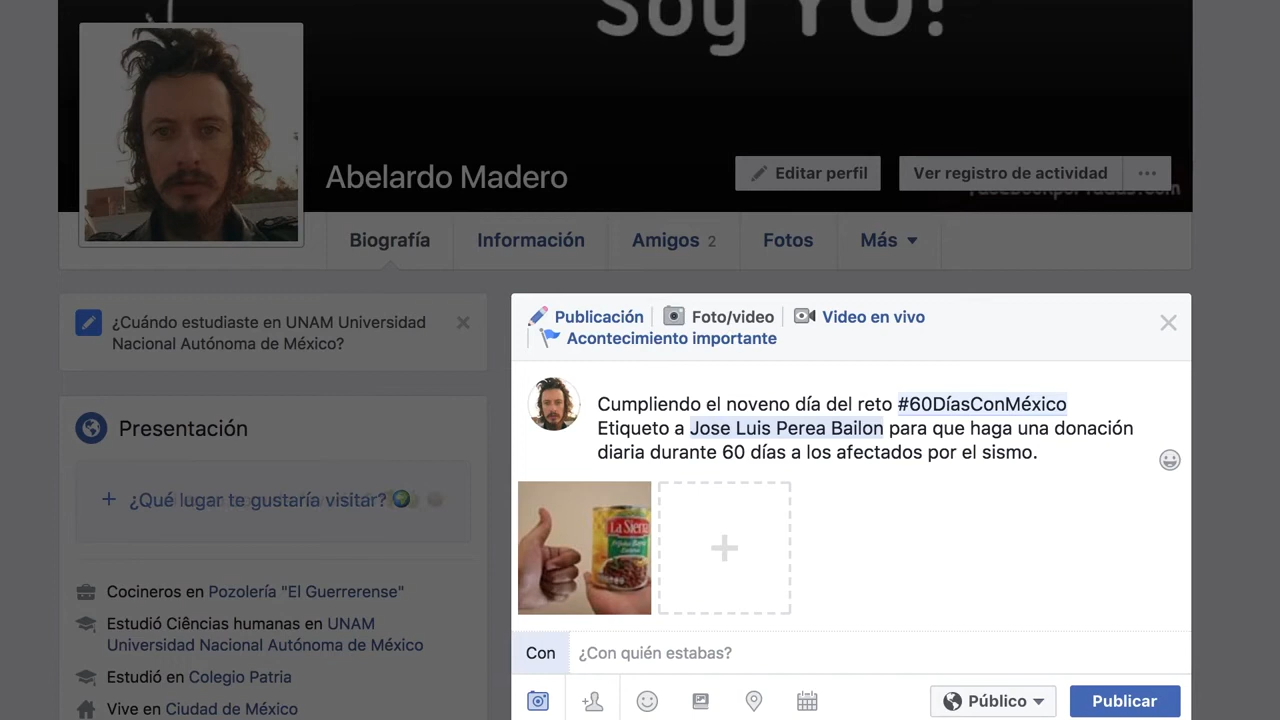 Soy YO!
Abelardo Madero
Editar perfil
Ver registro de actividad
Biografía
Información
Amigos 2
Fotos
Más
¿Cuándo estudiaste en UNAM Universidad
Nacional Autónoma de México?
Presentación
+ ¿Qué lugar te gustaría visitar?
Cocineros en Pozolería "El Guerrerense"
Estudió Ciências humanas en UNAM
Universidad Nacional Autónoma de México
Estudió en Colegio Patria
Vive en Ciudad de México
Publicación
Foto/video
Video en vivo
Acontecimiento importante
Cumpliendo el noveno día del reto #60DíasConMéxico
Etiqueto a Jose Luis Perea Bailon para que haga una donación
diaria durante 60 días a los afectados por el sismo.
La Sierra
Con ¿Con quién estabas?
Público
Publicar